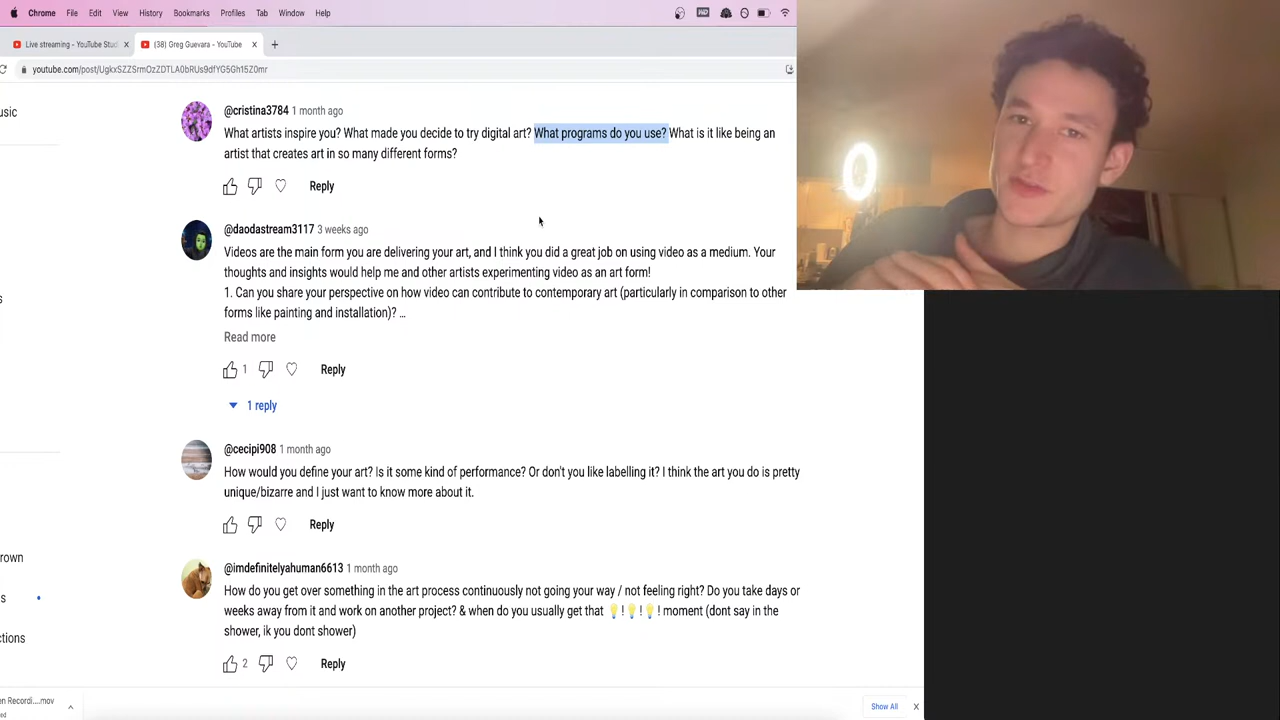 Chrome File Edit View History Bookmarks Profiles Tab Window Help
Live streaming - YouTube Stud
(38) Greg Guevara - YouTube
youtube.com/post/UgkxSZZSrmOzZDTLA0bRUs9dfYG5Gh15Z0mr
usic
@cristina3784 1 month ago
What artists inspire you? What made you decide to try digital art? What programs do you use? What is it like being an
artist that creates art in so many different forms?
Reply
@daodastream3117 3 weeks ago
Videos are the main form you are delivering your art, and I think you did a great job on using video as a medium. Your
thoughts and insights would help me and other artists experimenting video as an art form!
1. Can you share your perspective on how video can contribute to contemporary art (particularly in comparison to other
forms like painting and installation)? ...
Read more
1 Reply
1 reply
@cecipi908 1 month ago
How would you define your art? Is it some kind of performance? Or don't you like labelling it? I think the art you do is pretty
unique/bizarre and I just want to know more about it.
Reply
rown
@imdefinitelyahuman6613 1 month ago
How do you get over something in the art process continuously not going your way / not feeling right? Do you take days or
weeks away from it and work on another project? & when do you usually get that 💡!💡!💡! moment (dont say in the
shower, ik you dont shower)
ctions
2 Reply
en Recordi....mov
Show All